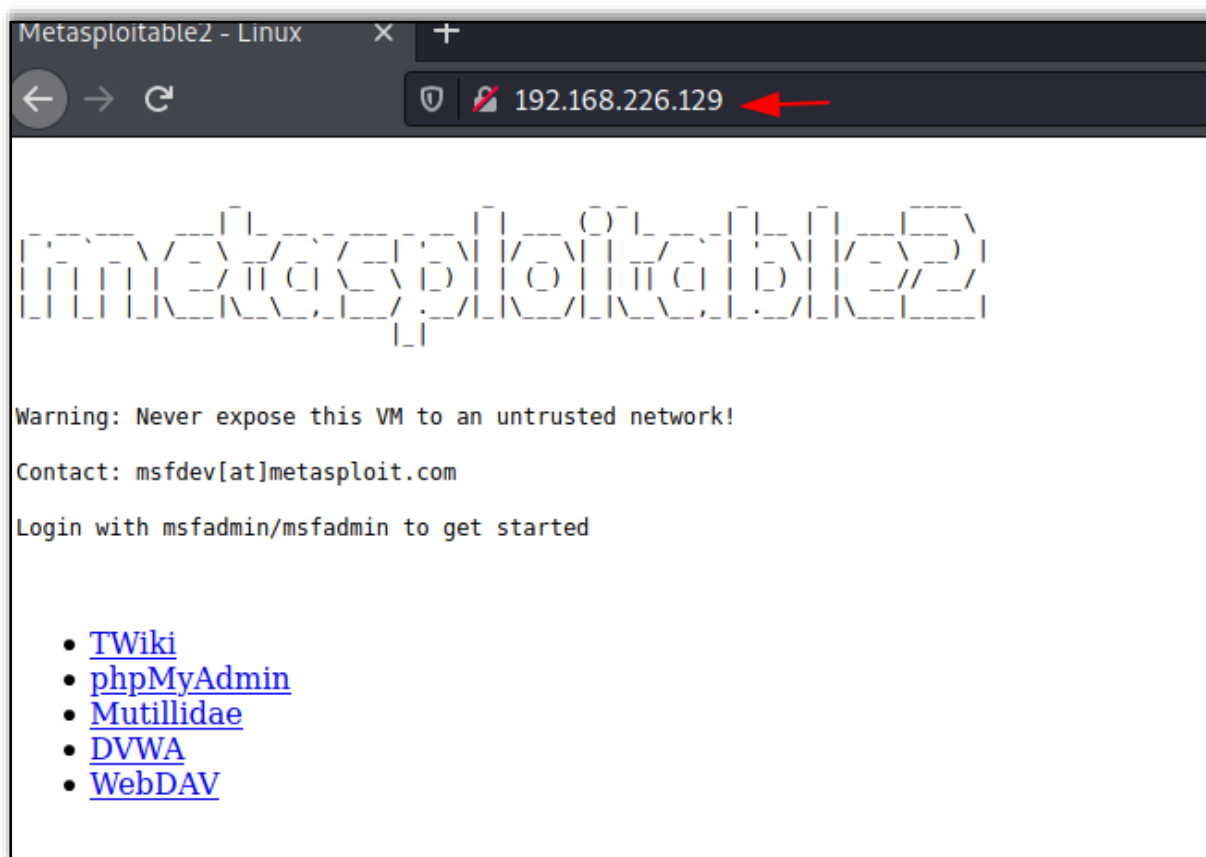 Metasploitable2 - Linux
192.168.226.129
metasploitable2
Warning: Never expose this VM to an untrusted network!
Contact: msfdev[at]metasploit.com
Login with msfadmin/msfadmin to get started
TWiki
phpMyAdmin
Mutillidae
DVWA
WebDAV